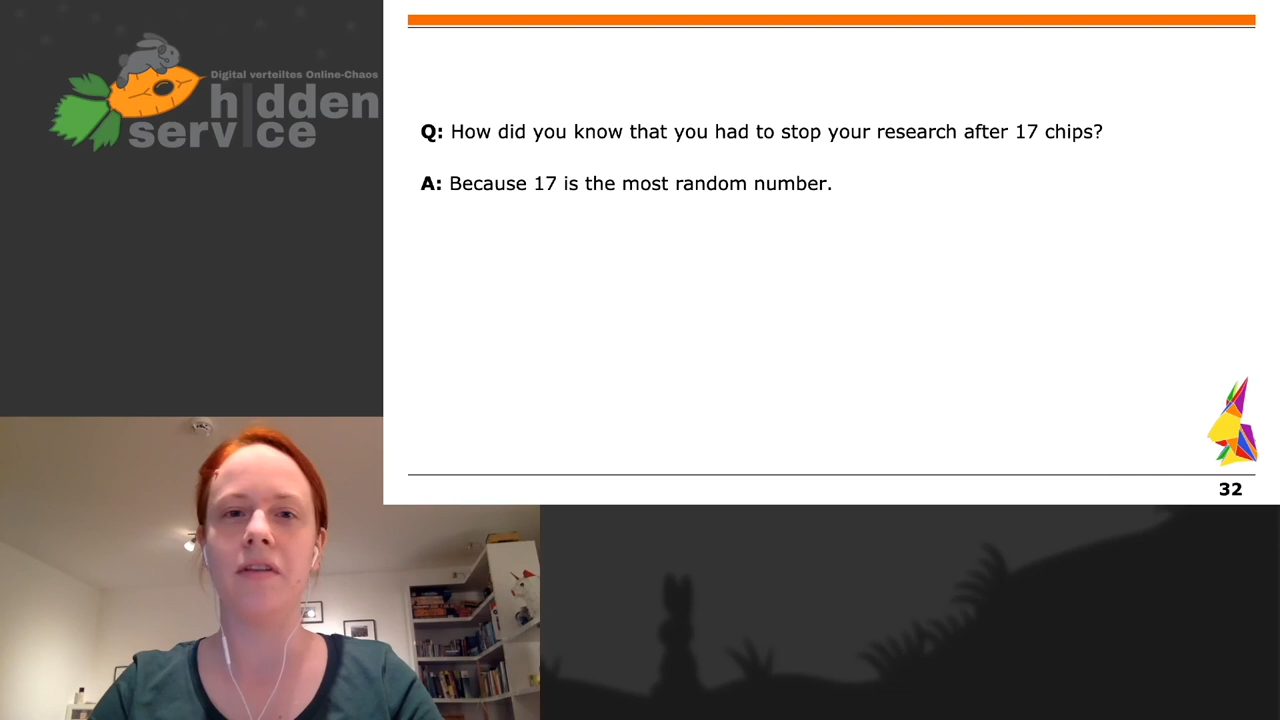 Digital verteiltes Online-Chaos
hidden
service
Q: How did you know that you had to stop your research after 17 chips?
A: Because 17 is the most random number.
32